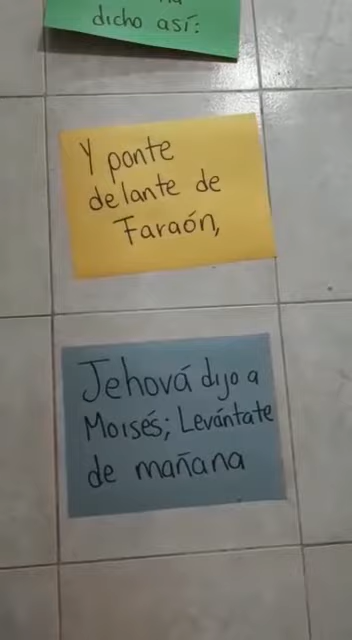 dicho así:
Y ponte
delante de
Faraón,
Jehová dijo a
Moisés; Levántate
de mañana